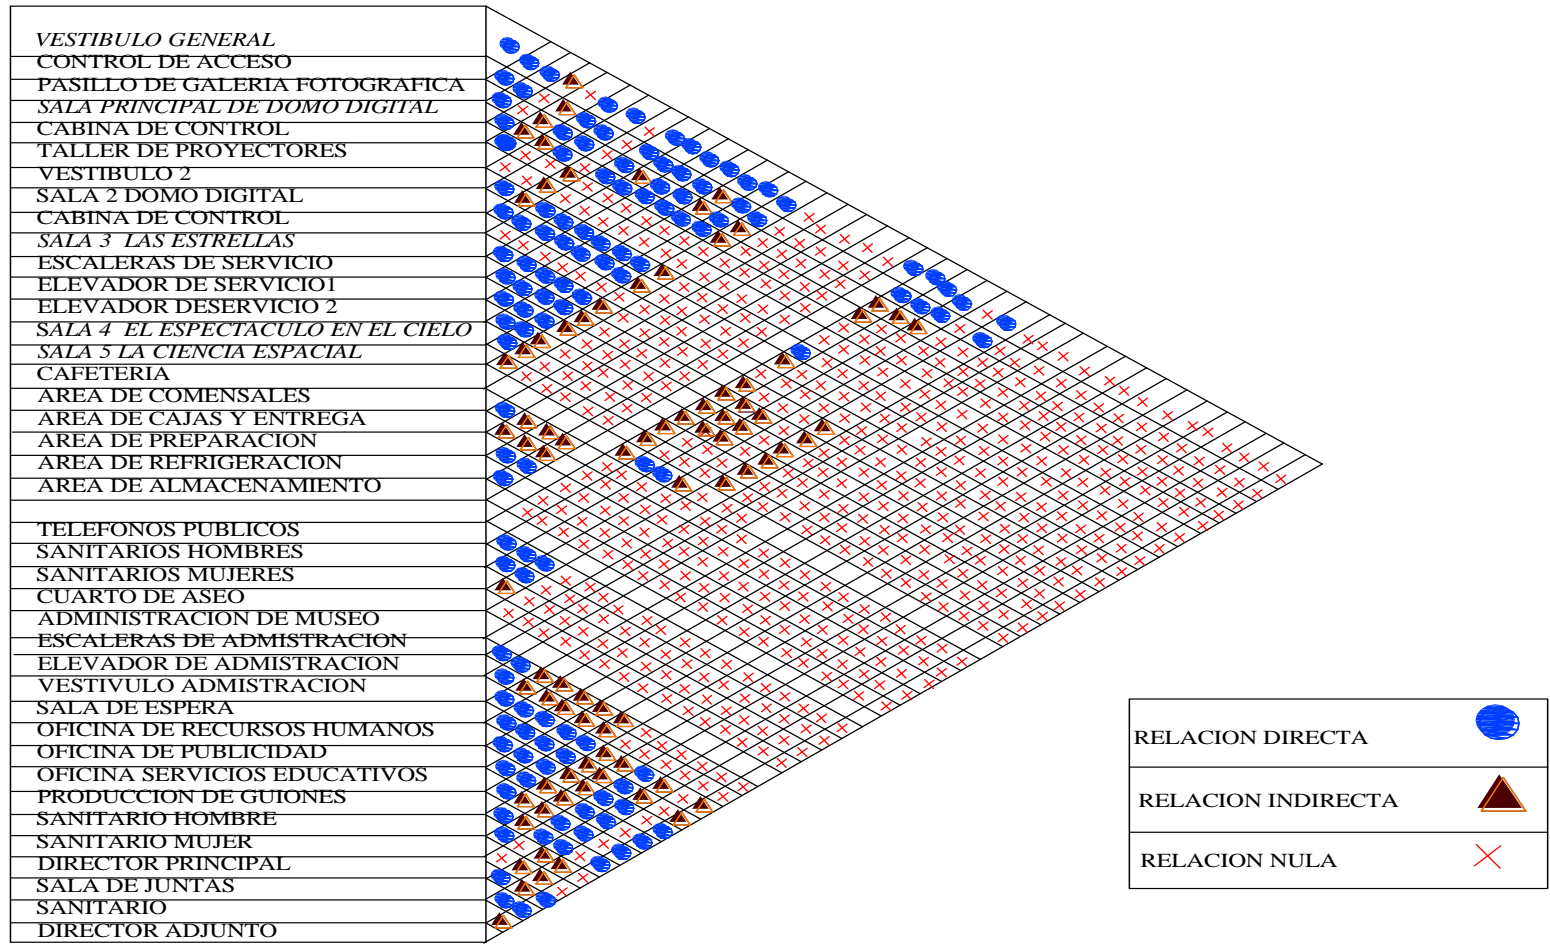 VESTIBULO GENERAL
CONTROL DE ACCESO
PASILLO DE GALERIA FOTOGRAFICA
SALA PRINCIPAL DE DOMO DIGITAL
CABINA DE CONTROL
TALLER DE PROYECTORES
VESTIBULO 2
SALA 2 DOMO DIGITAL
CABINA DE CONTROL
SALA 3 LAS ESTRELLAS
ESCALERAS DE SERVICIO
ELEVADOR DE SERVICIO1
ELEVADOR DESERVICIO 2
SALA 4 EL ESPECTACULO EN EL CIELO
SALA 5 LA CIENCIA ESPACIAL
CAFETERIA
AREA DE COMENSALES
AREA DE CAJAS Y ENTREGA
AREA DE PREPARACION
AREA DE REFRIGERACION
AREA DE ALMACENAMIENTO
TELEFONOS PUBLICOS
SANITARIOS HOMBRES
SANITARIOS MUJERES
CUARTO DE ASEO
ADMINISTRACION DE MUSEO
ESCALERAS DE ADMISTRACION
ELEVADOR DE ADMISTRACION
VESTIVULO ADMISTRACION
SALA DE ESPERA
OFICINA DE RECURSOS HUMANOS
OFICINA DE PUBLICIDAD
OFICINA SERVICIOS EDUCATIVOS
PRODUCCION DE GUIONES
SANITARIO HOMBRE
SANITARIO MUJER
DIRECTOR PRINCIPAL
SALA DE JUNTAS
SANITARIO
DIRECTOR ADJUNTO
RELACION DIRECTA
RELACION INDIRECTA
RELACION NULA